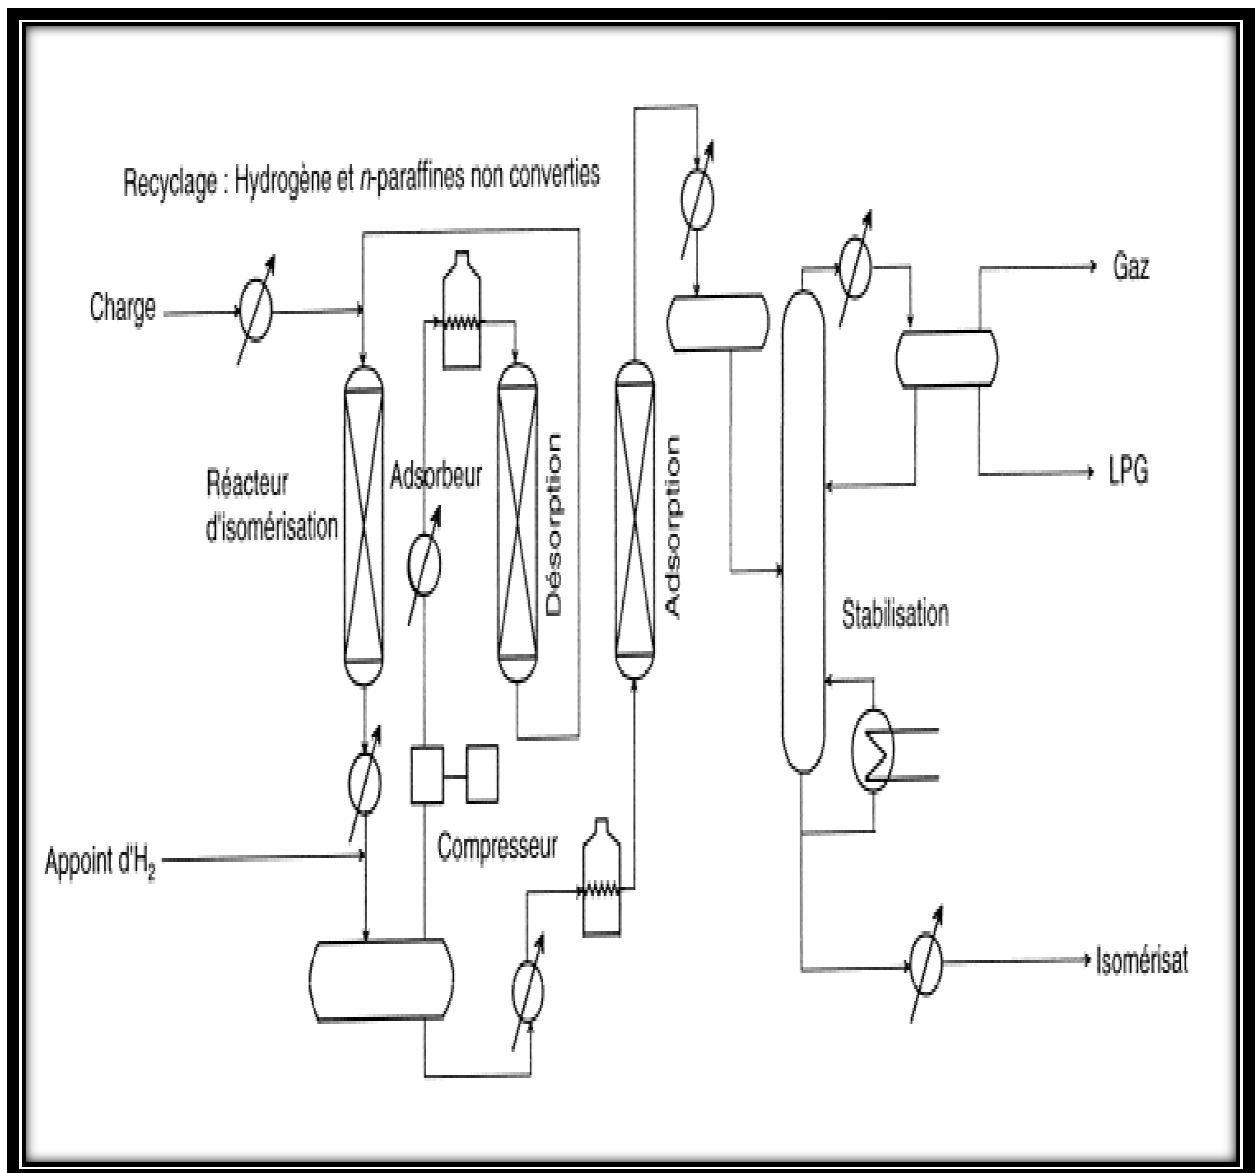 Recyclage : Hydrogène et n-paraffines non converties
Charge
Gaz
Réacteur
d'isomérisation
Adsorbeur
Désorption
Adsorption
LPG
Stabilisation
Compresseur
Appoint d'H₂
Isomérisat